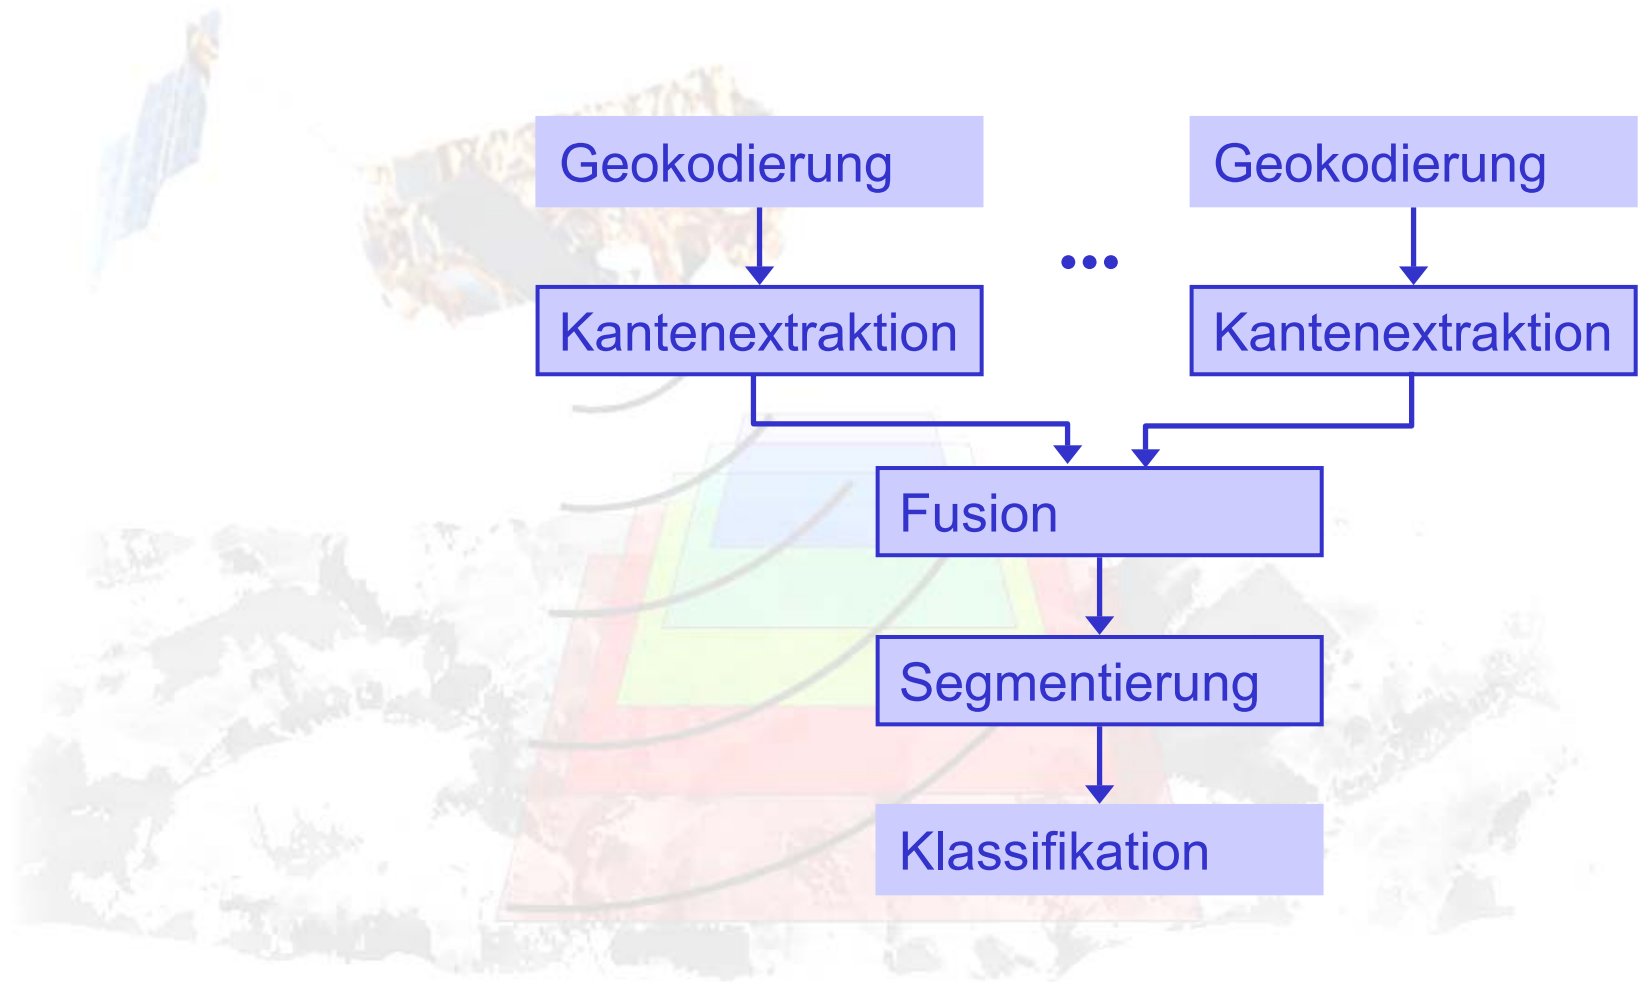 Geokodierung
Geokodierung
...
Kantenextraktion
Kantenextraktion
Fusion
Segmentierung
Klassifikation